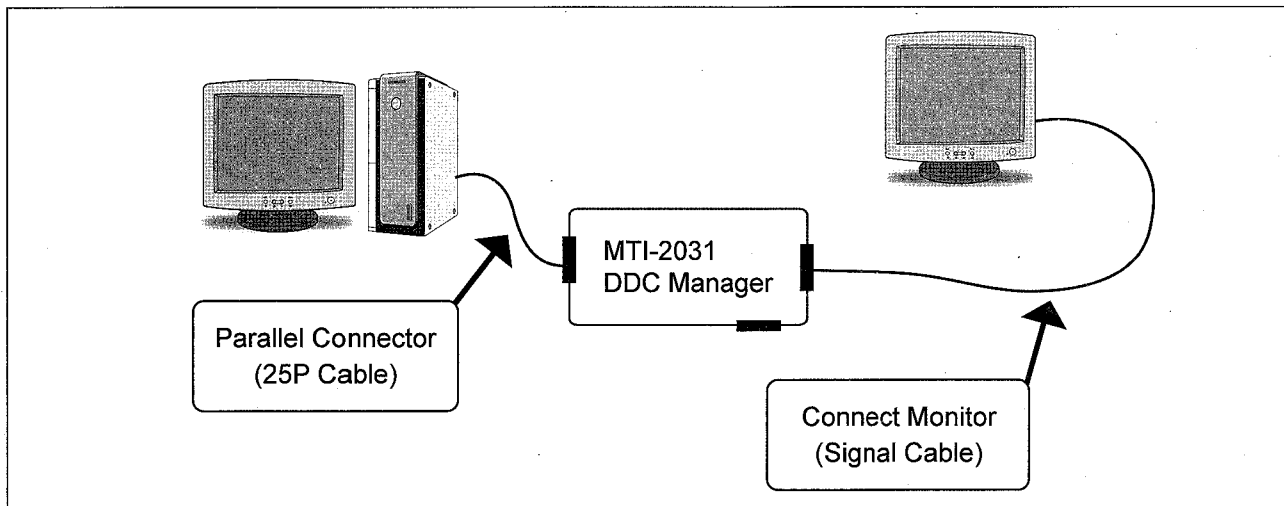 MTI-2031
DDC Manager
Parallel Connector
(25P Cable)
Connect Monitor
(Signal Cable)